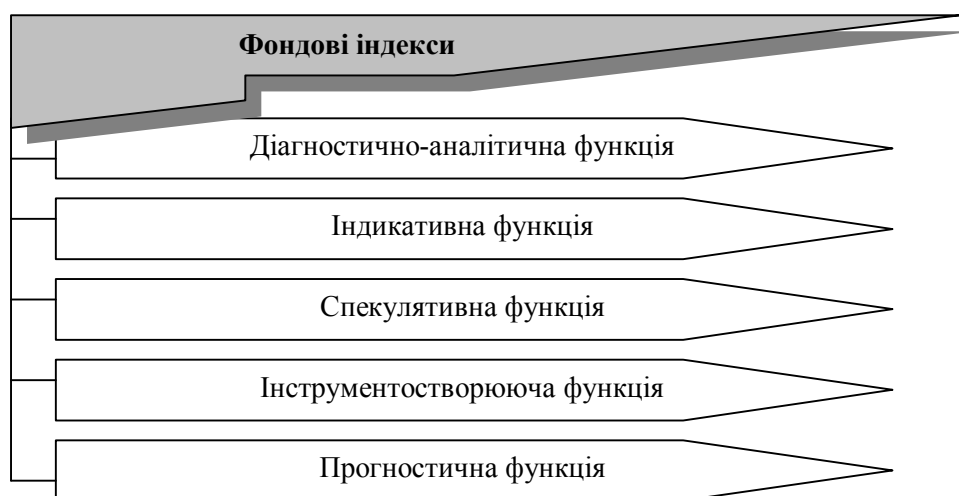 Фондові індекси
Діагностично-аналітична функція
Індикативна функція
Спекулятивна функція
Інструментостворююча функція
Прогностична функція